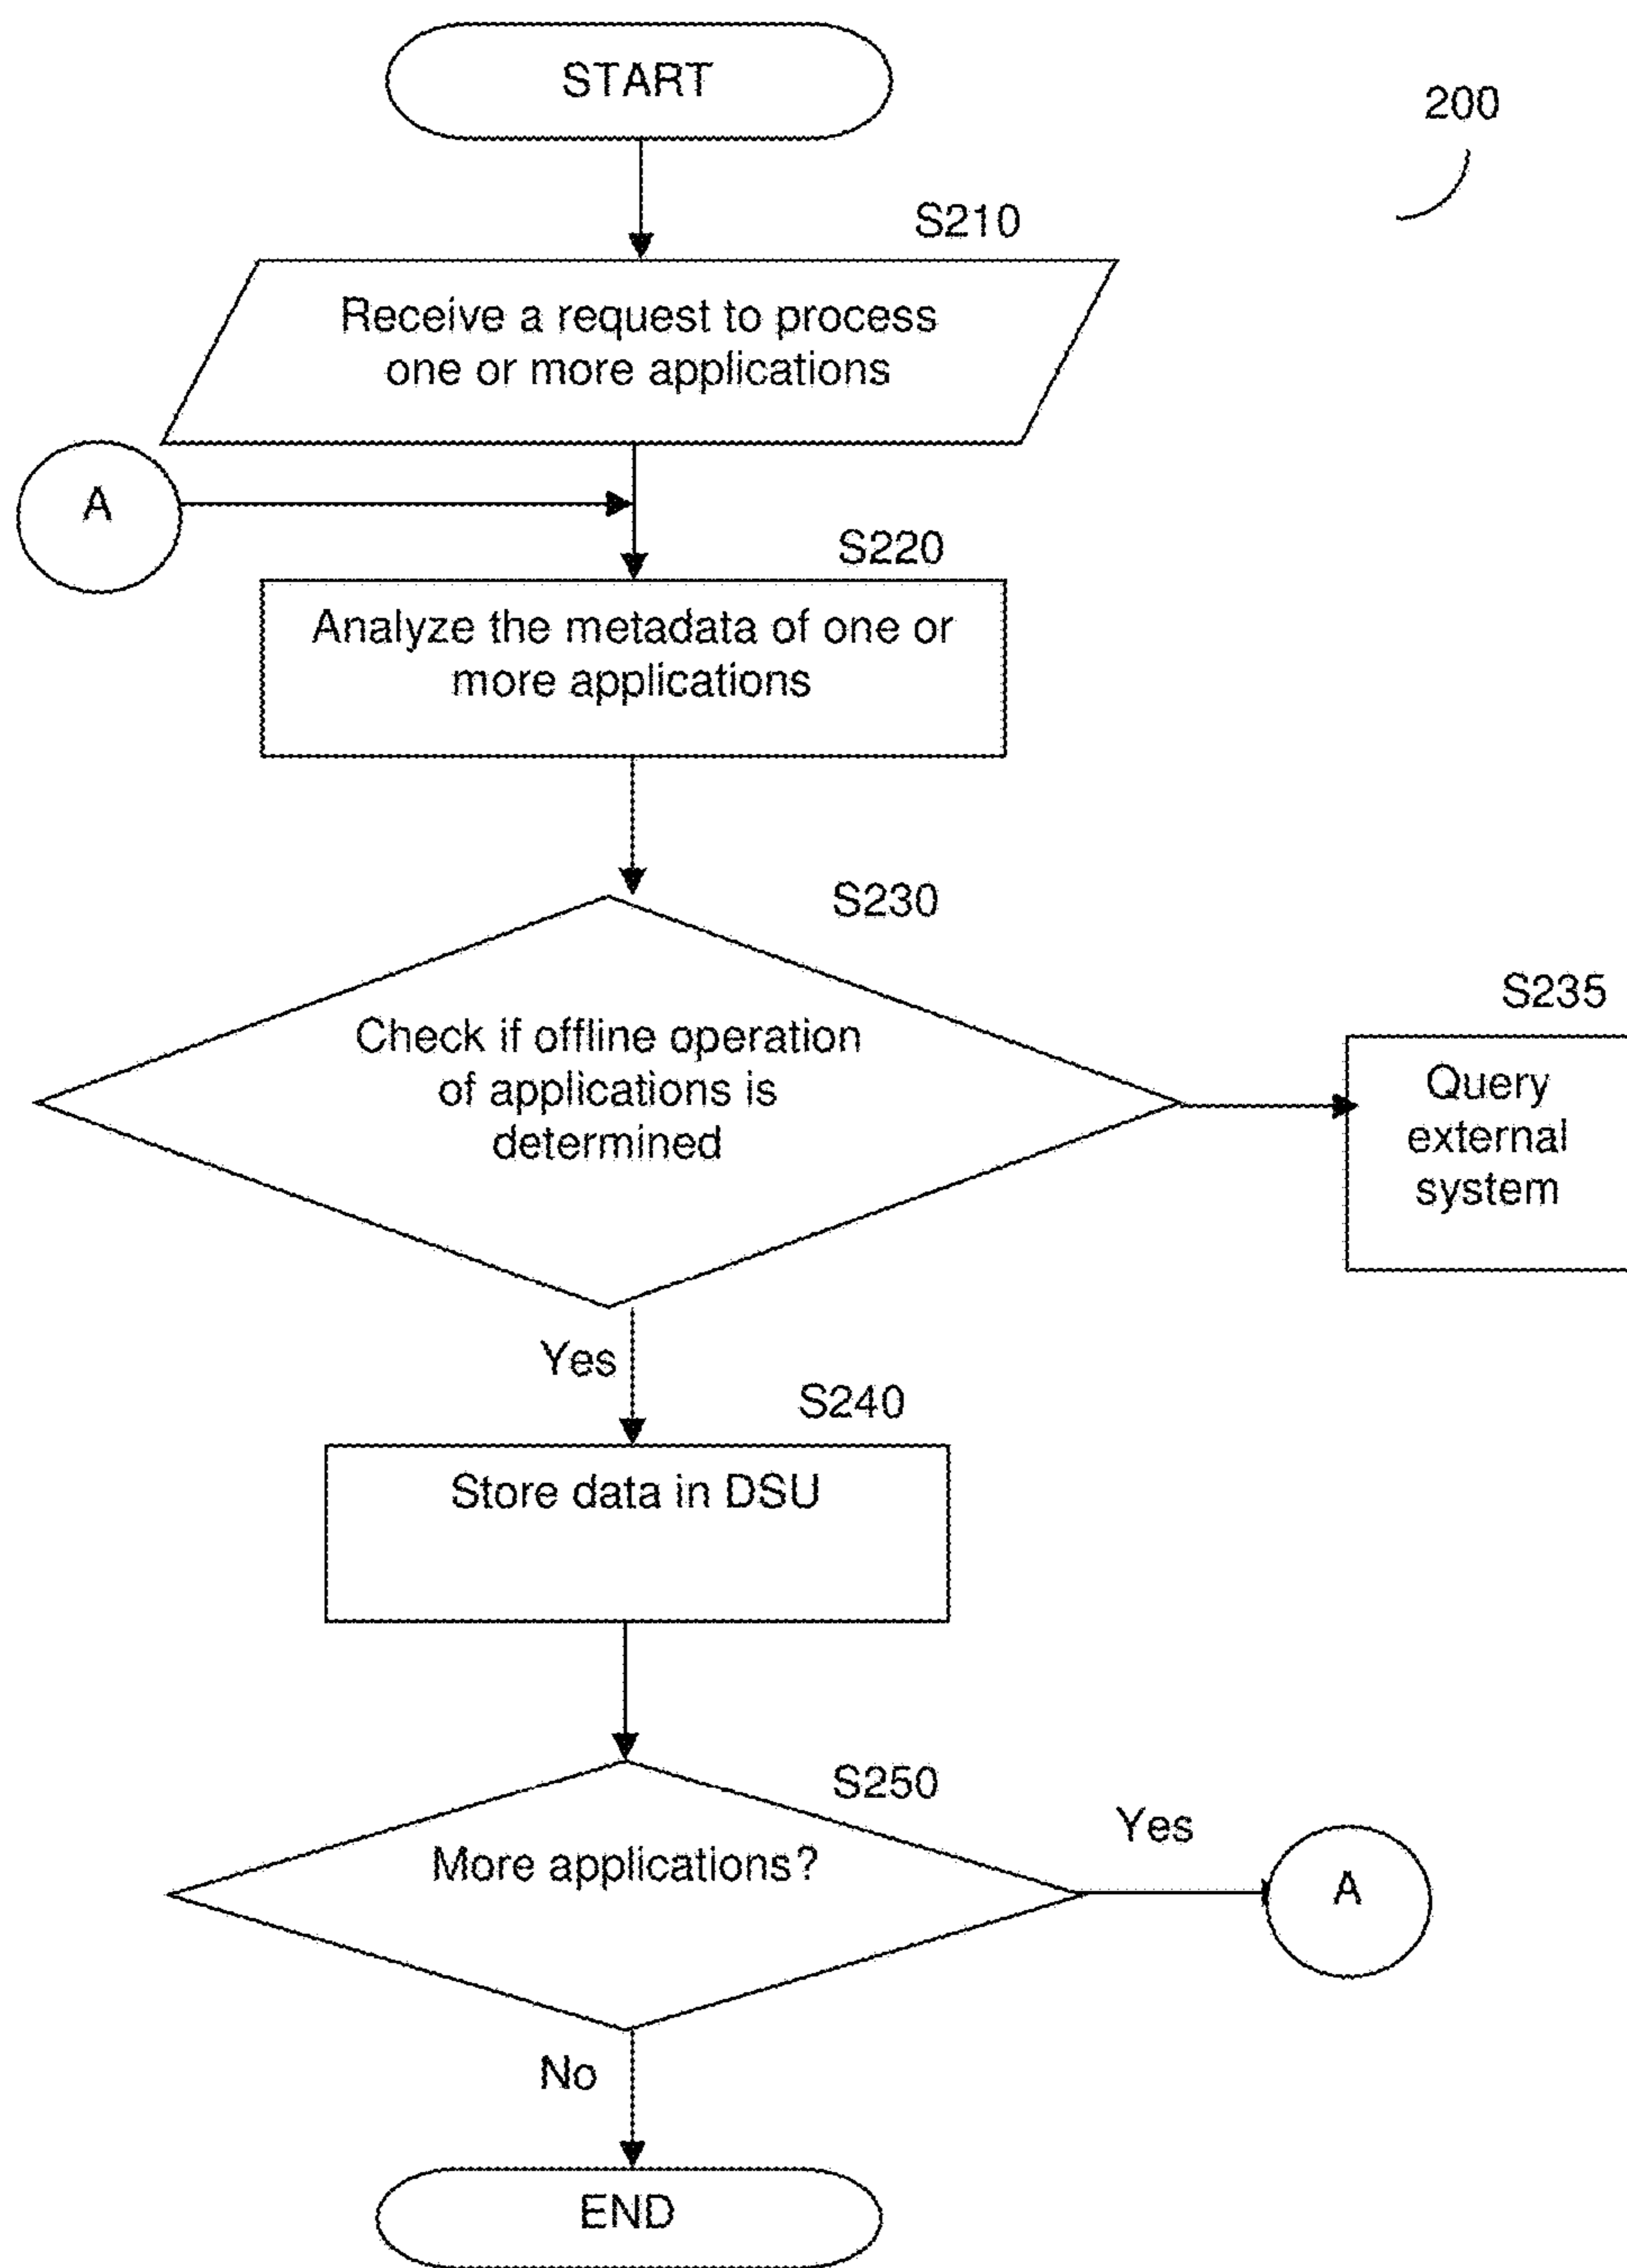 START
200
S210
Receive a request to process
one or more applications
A
S220
Analyze the metadata of one or
more applications
S230
Check if offline operation
of applications is
determined
S235
Query
external
system
Yes
S240
Store data in DSU
S250
More applications?
Yes
A
No
END